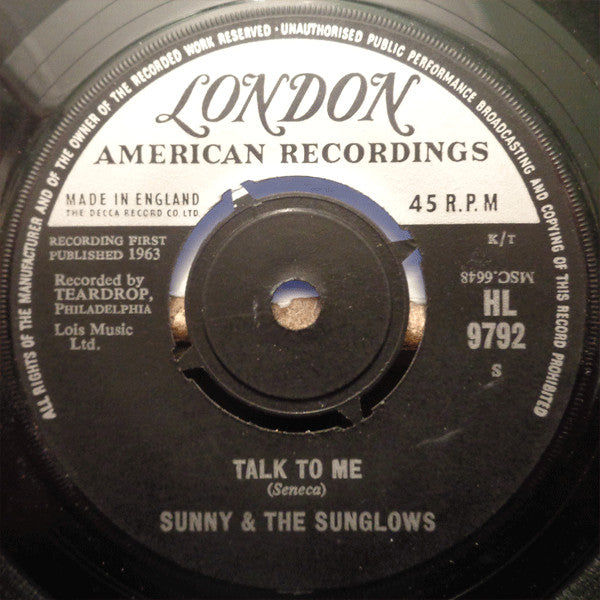 ALL RIGHTS OF THE MANUFACTURER AND OF THE OWNER OF THE RECORDED WORK RESERVED · UNAUTHORISED PUBLIC PERFORMANCE BROADCASTING AND COPYING OF THIS RECORD PROHIBITED
LONDON
AMERICAN RECORDINGS
MADE IN ENGLAND
THE DECCA RECORD CO LTD.
45 R.P.M
RECORDING FIRST
PUBLISHED 1963
K/T
Recorded by
TEARDROP,
PHILADELPHIA
Lois Music
Ltd.
MSC.6648
HL
9792
S
TALK TO ME
(Seneca)
SUNNY & THE SUNGLOWS